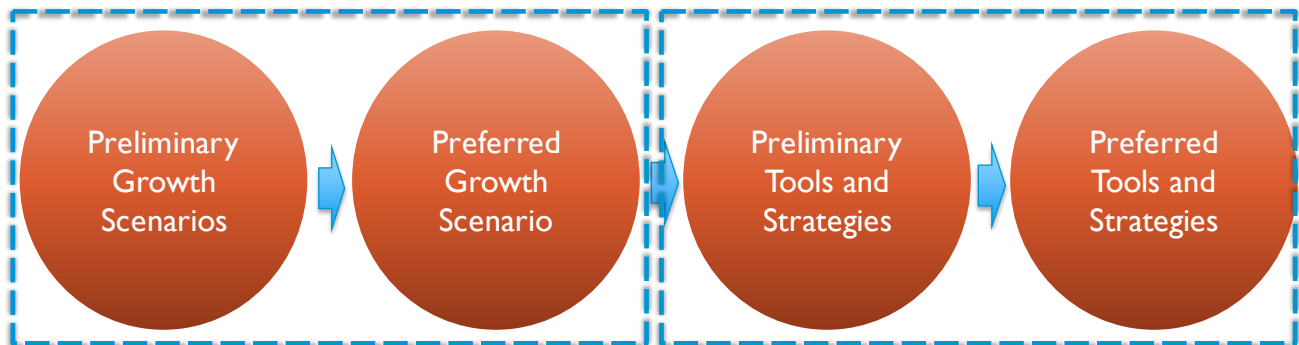 Preliminary
Growth
Scenarios
Preferred
Growth
Scenario
Preliminary
Tools and
Strategies
Preferred
Tools and
Strategies